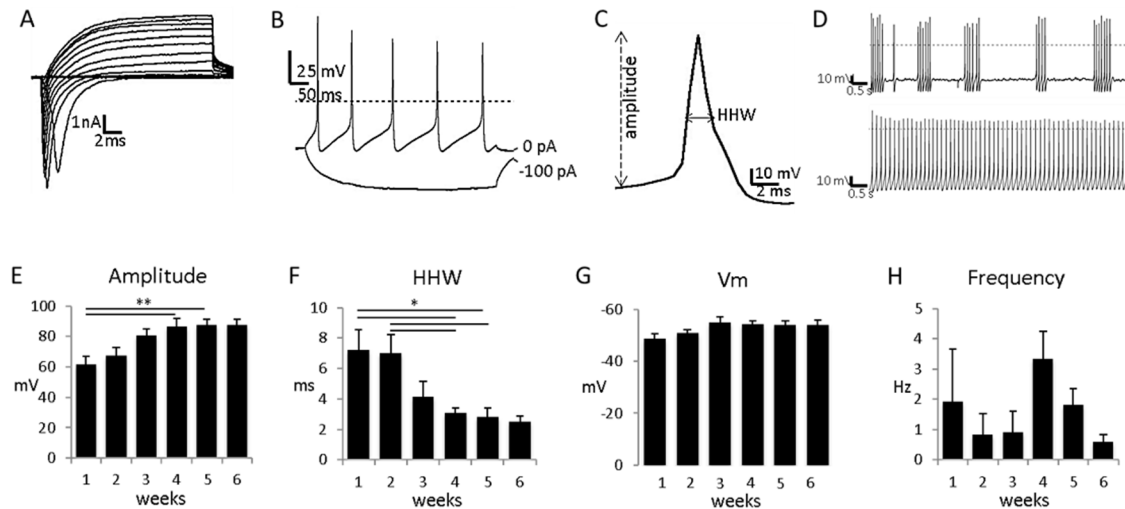 A
1nA
2ms
B
25 mV
50 ms
0 pA
-100 pA
C
amplitude
HHW
10 mV
2 ms
D
10 mV
0.5 s
10 mV
0.5 s
E Amplitude
100
80
60
mV
40
20
0
1 2 3 4 5 6
weeks
**
F HHW
10
8
6
ms
4
2
0
1 2 3 4 5 6
weeks
*
G Vm
-60
-40
mV
-20
0
1 2 3 4 5 6
weeks
H Frequency
5
4
3
Hz
2
1
0
1 2 3 4 5 6
weeks